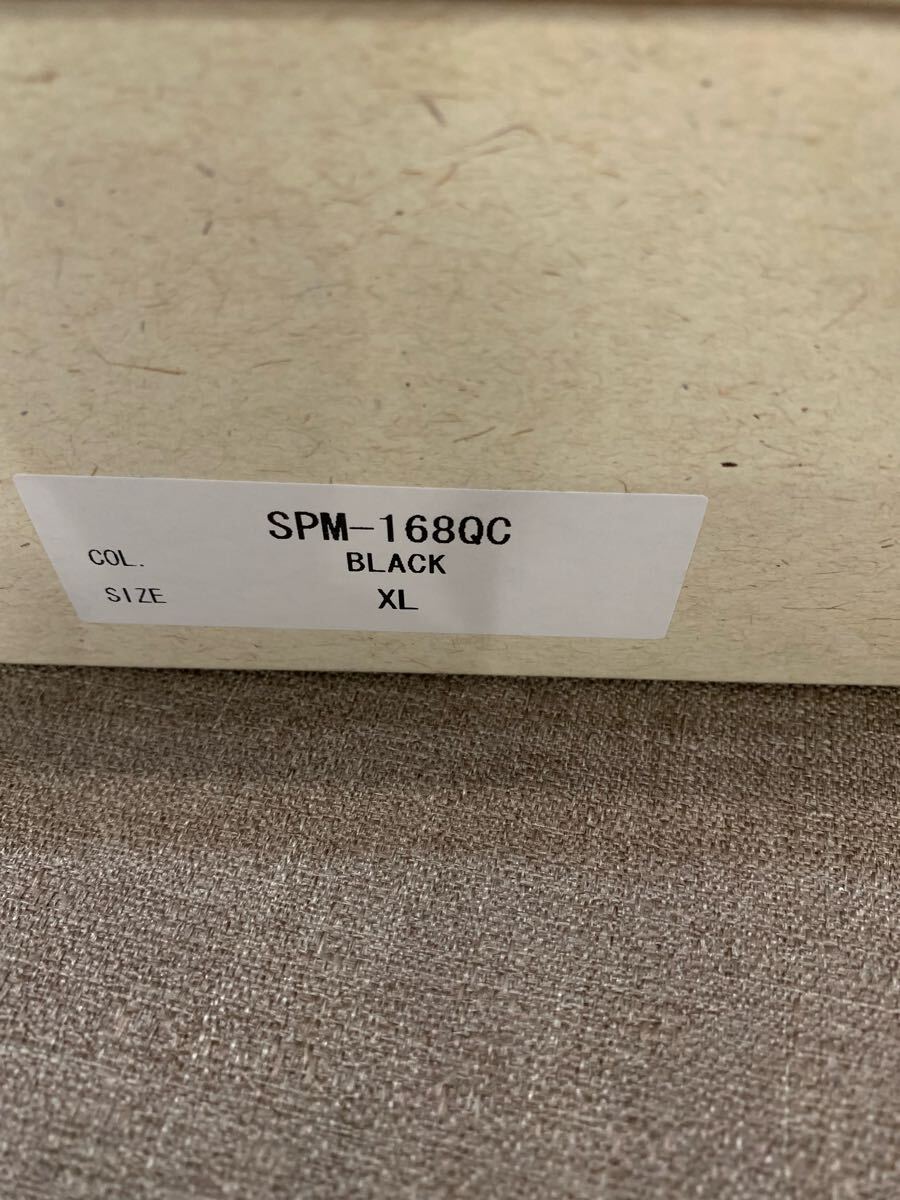 SPM-168QC
COL. BLACK
SIZE XL